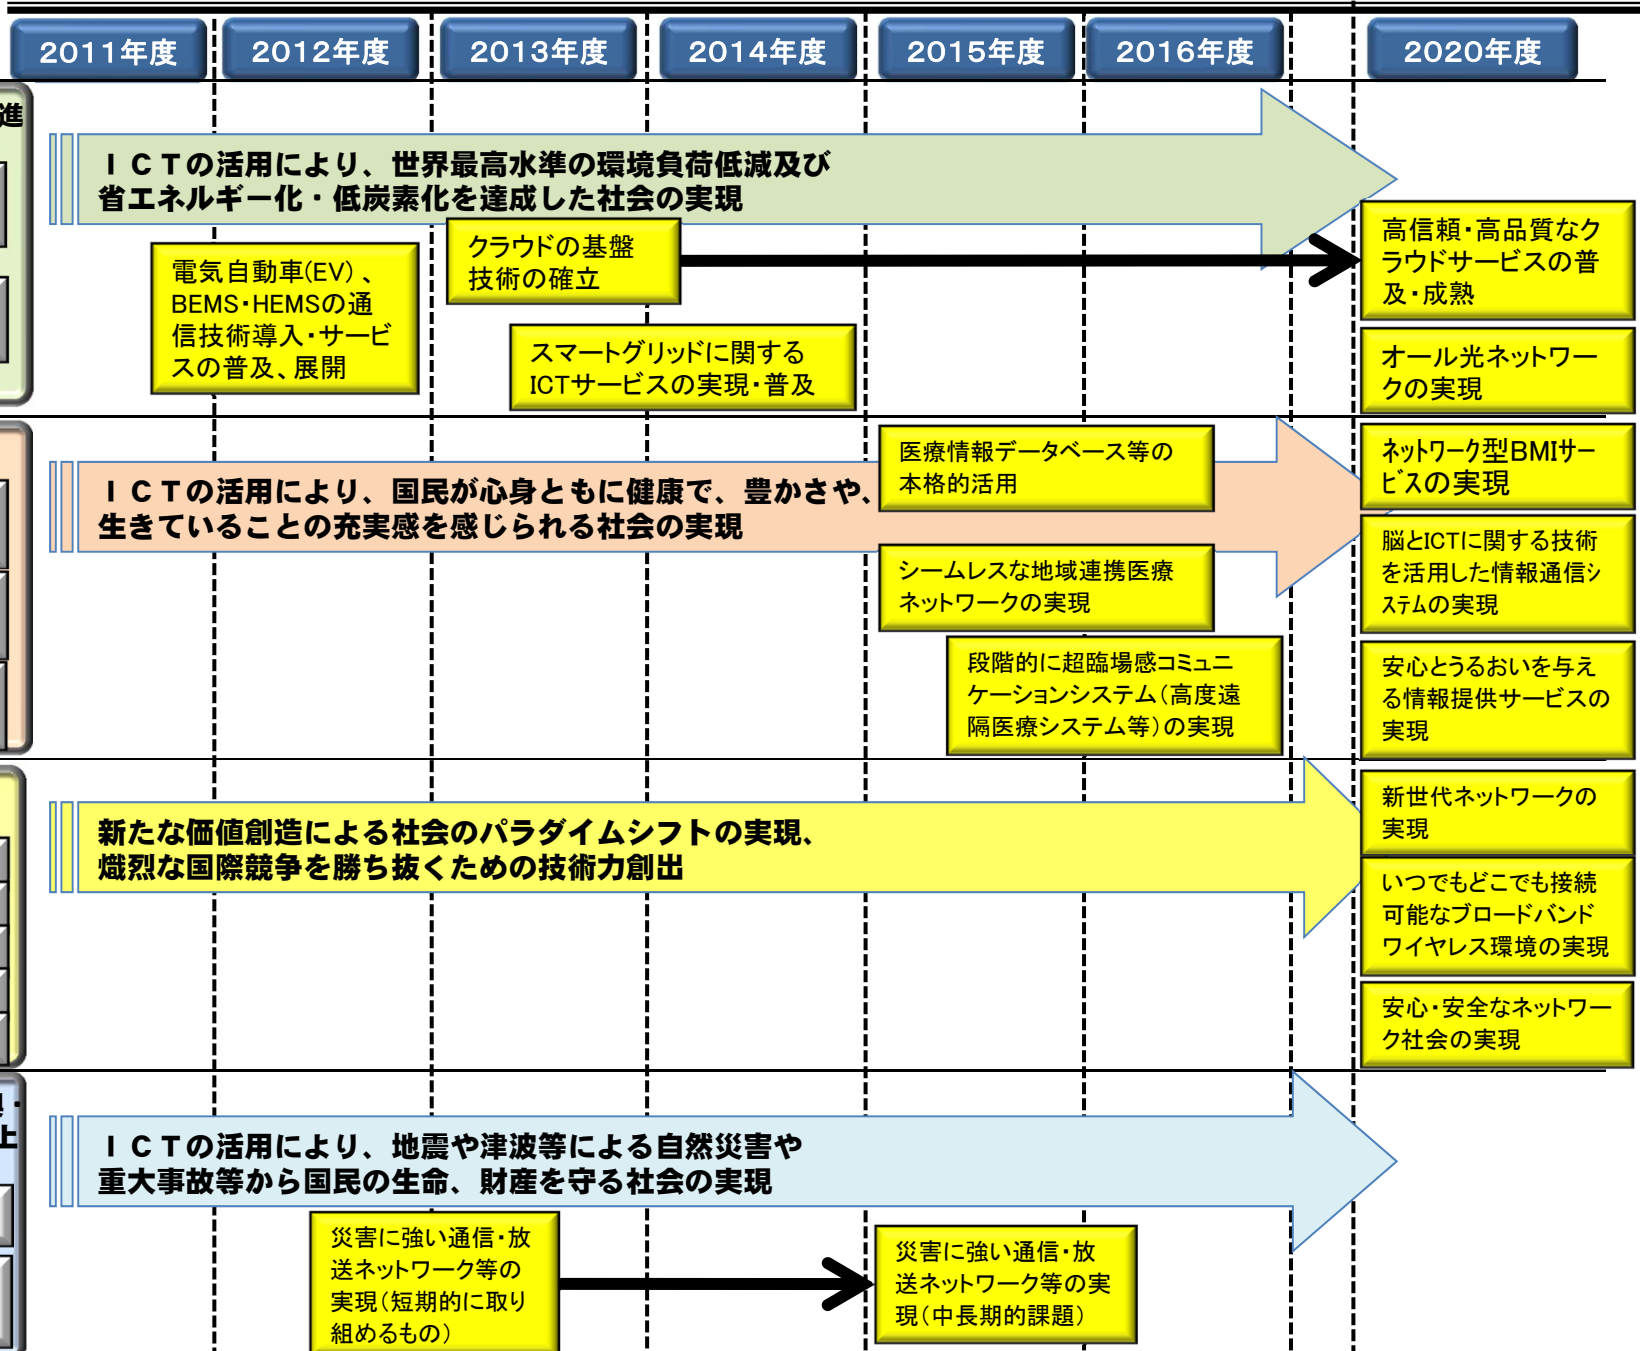 2011年度
2012年度
2013年度
2014年度
2015年度
2016年度
2020年度
進
ＩＣＴの活用により、世界最高水準の環境負荷低減及び
省エネルギー化・低炭素化を達成した社会の実現
電気自動車(EV)、
BEMS・HEMSの通
信技術導入・サービ
スの普及、展開
クラウドの基盤
技術の確立
スマートグリッドに関する
ICTサービスの実現・普及
高信頼・高品質なク
ラウドサービスの普
及・成熟
オール光ネットワー
クの実現
ＩＣＴの活用により、国民が心身ともに健康で、豊かさや、
生きていることの充実感を感じられる社会の実現
医療情報データベース等の
本格的活用
シームレスな地域連携医療
ネットワークの実現
段階的に超臨場感コミュニ
ケーションシステム（高度遠
隔医療システム等）の実現
ネットワーク型BMIサー
ビスの実現
脳とICTに関する技術
を活用した情報通信シ
ステムの実現
安心とうるおいを与え
る情報提供サービスの
実現
新たな価値創造による社会のパラダイムシフトの実現、
熾烈な国際競争を勝ち抜くための技術力創出
新世代ネットワークの
実現
いつでもどこでも接続
可能なブロードバンド
ワイヤレス環境の実現
安心・安全なネットワー
ク社会の実現
・
上
ＩＣＴの活用により、地震や津波等による自然災害や
重大事故等から国民の生命、財産を守る社会の実現
災害に強い通信・放
送ネットワーク等の
実現（短期的に取り
組めるもの）
災害に強い通信・放
送ネットワーク等の実
現（中長期的課題）